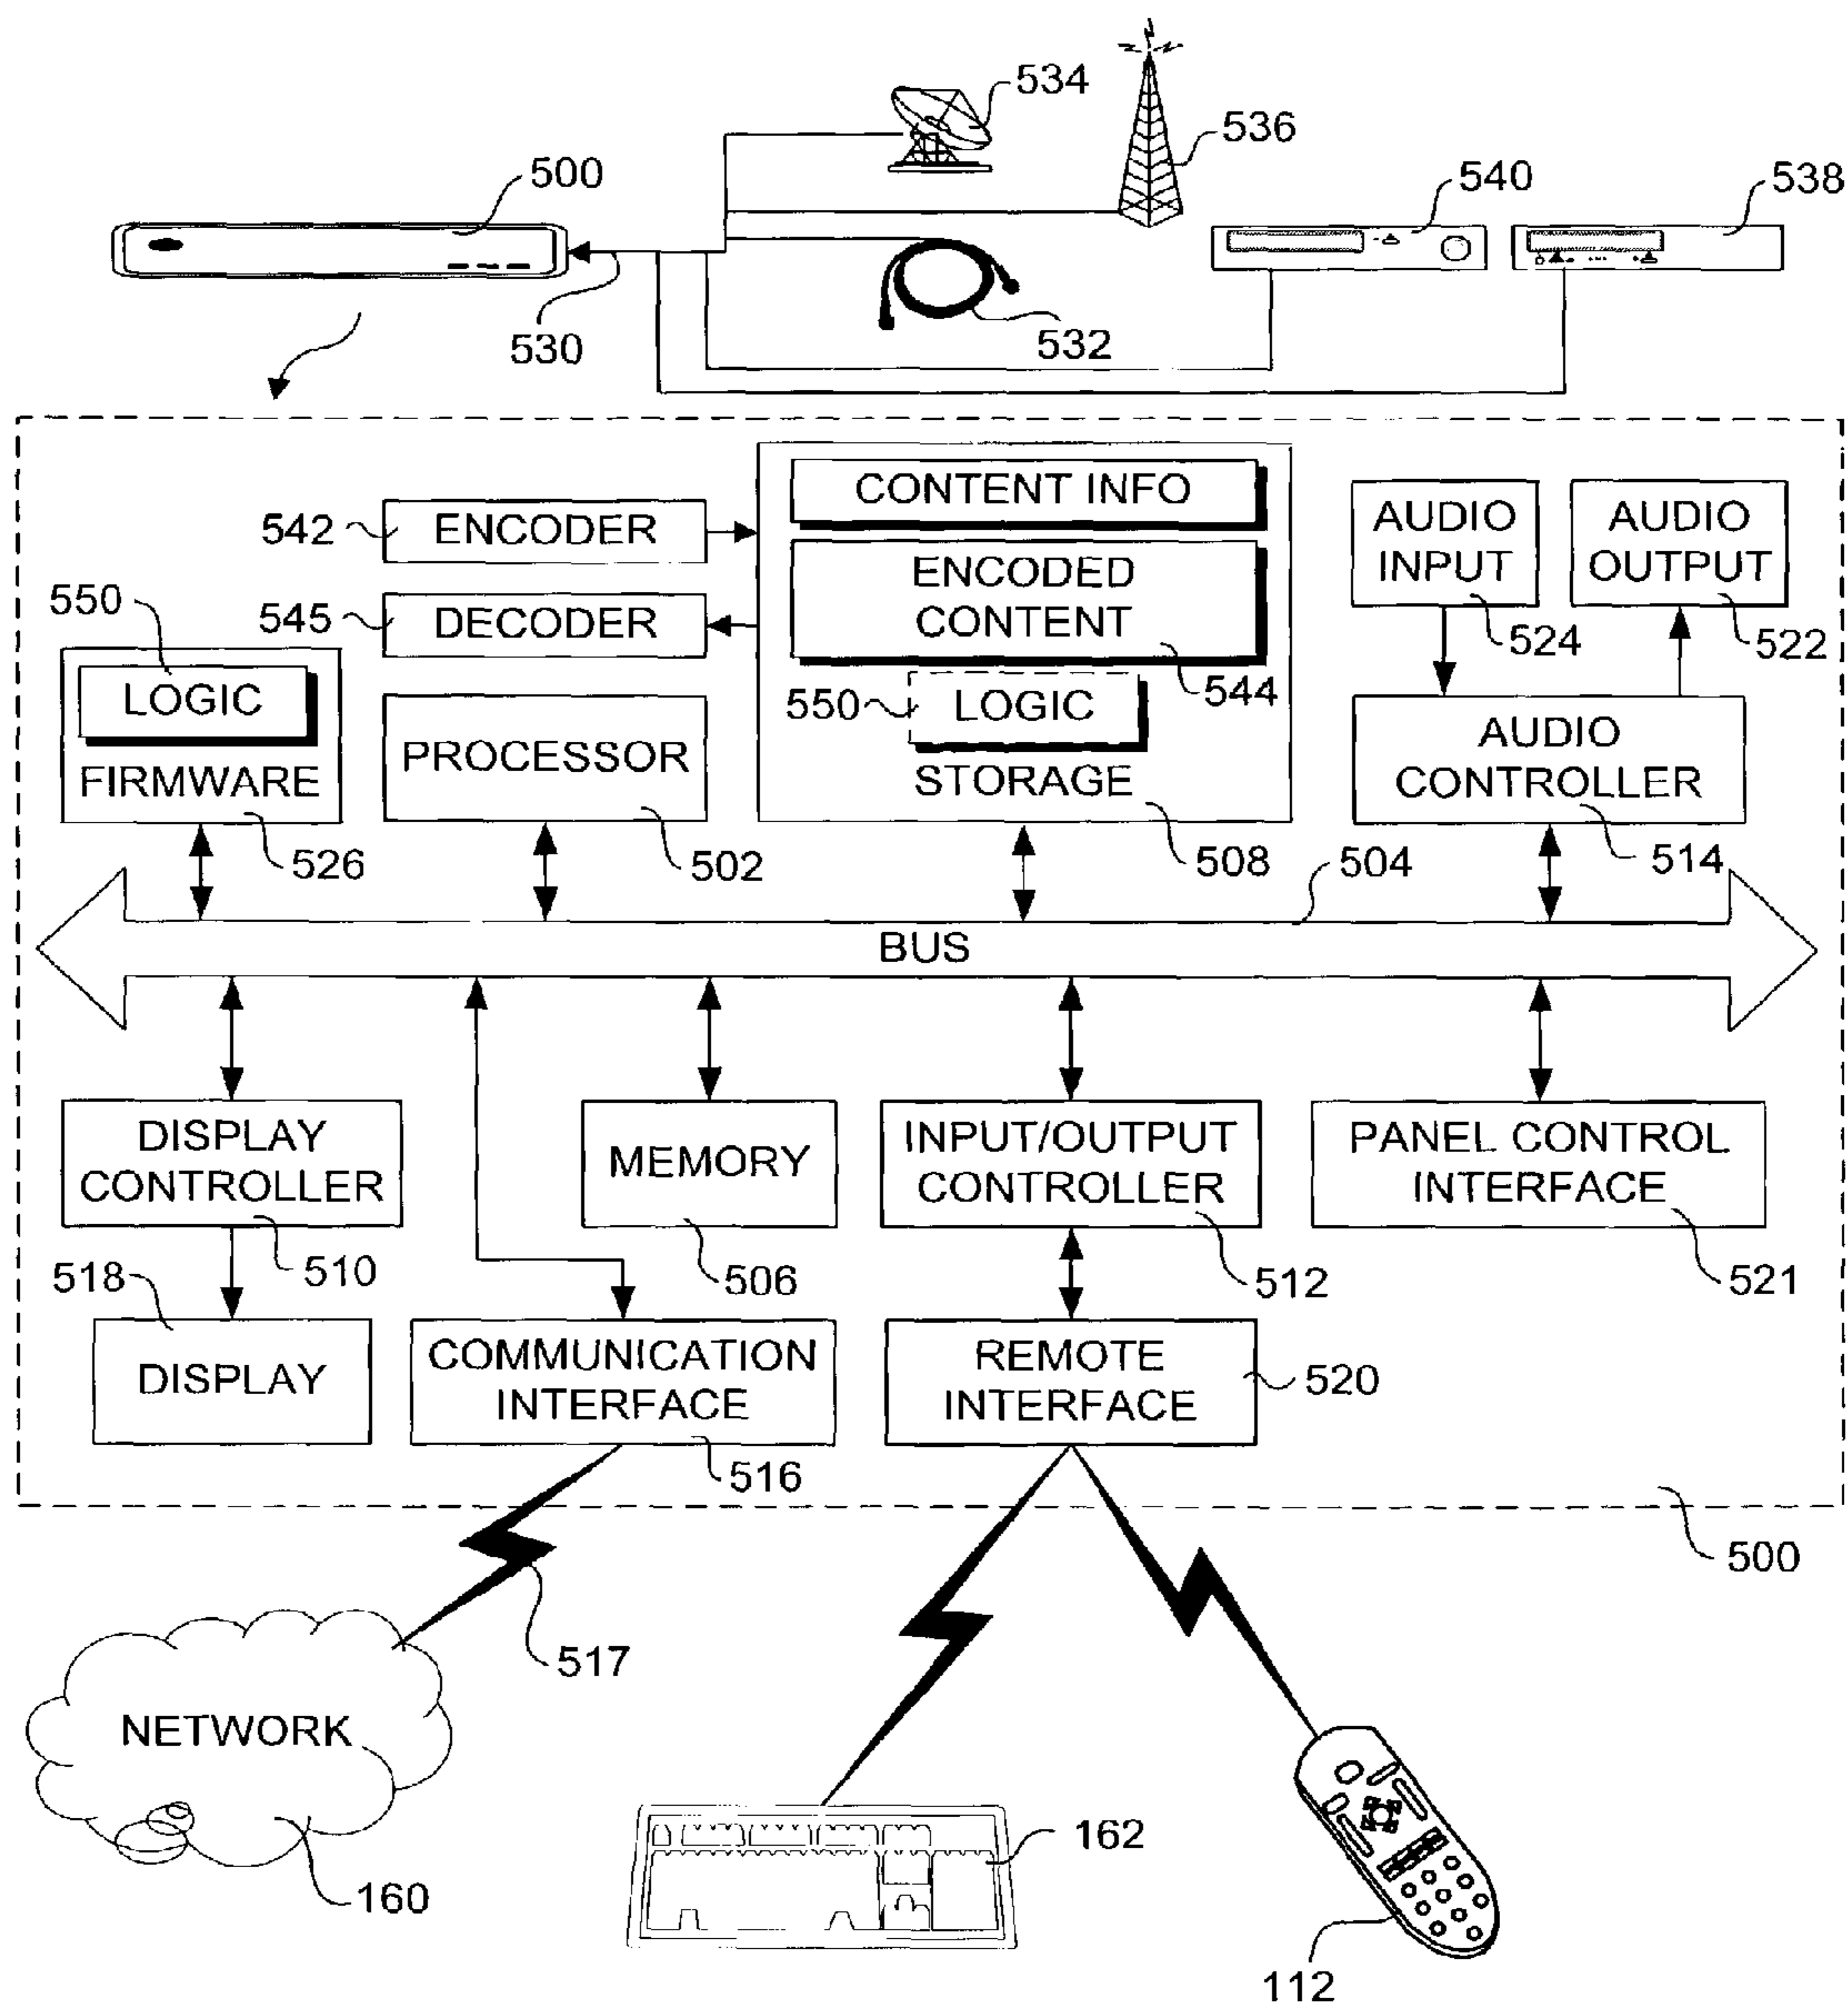 534
536
500
540
538
530
532
CONTENT INFO
542
ENCODER
ENCODED
CONTENT
AUDIO
INPUT
AUDIO
OUTPUT
550
545
DECODER
524
522
544
LOGIC
550
LOGIC
PROCESSOR
AUDIO
CONTROLLER
FIRMWARE
STORAGE
526
502
508
504
514
BUS
DISPLAY
CONTROLLER
MEMORY
INPUT/OUTPUT
CONTROLLER
PANEL CONTROL
INTERFACE
518
510
506
512
521
DISPLAY
COMMUNICATION
INTERFACE
REMOTE
INTERFACE
520
516
500
517
NETWORK
162
160
112